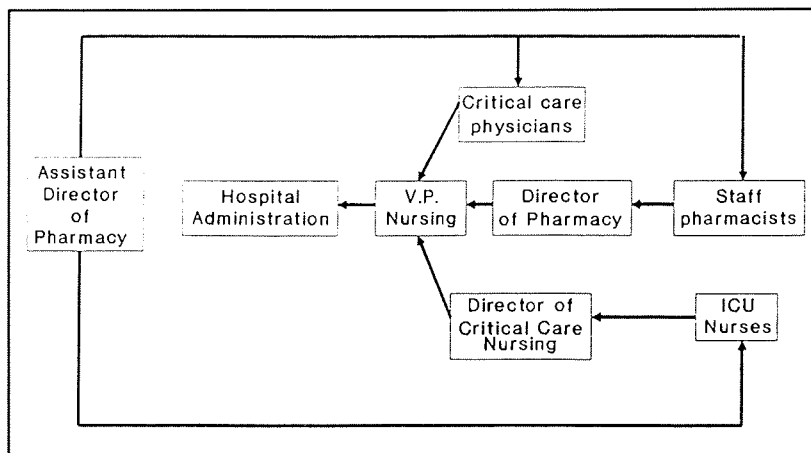 Critical care
physicians
Assistant
Director
of
Pharmacy
Hospital
Administration
V.P.
Nursing
Director
of Pharmacy
Staff
pharmacists
Director of
Critical Care
Nursing
ICU
Nurses